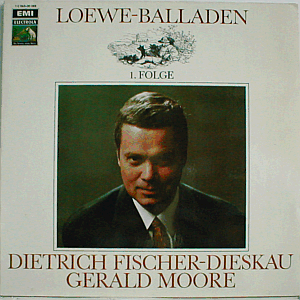 EMI
ELECTROLA
LOEWE-BALLADEN
1. FOLGE
DIETRICH FISCHER-DIESKAU
GERALD MOORE